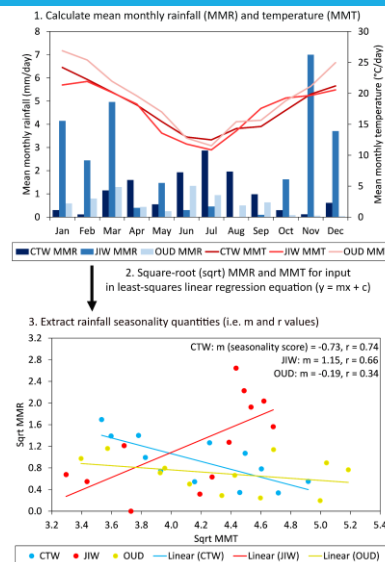 1. Calculate mean monthly rainfall (MMR) and temperature (MMT)
Mean monthly rainfall (mm/day)
8
7
6
5
4
3
2
1
0
30
25
20
15
10
5
0
Mean monthly temperature (°C/day)
Jan Feb Mar Apr May Jun Jul Aug Sep Oct Nov Dec
CTW MMR JIW MMR OUD MMR CTW MMT JIW MMT OUD MM
2. Square-root (sqrt) MMR and MMT for input
in least-squares linear regression equation (y = mx + c)
3. Extract rainfall seasonality quantities (i.e. m and r values)
CTW: m (seasonality score) = -0.73, r = 0.74
JIW: m = 1.15, r = 0.66
OUD: m = -0.19, r = 0.34
Sqrt MMR
3.2
2.8
2.4
2.0
1.6
1.2
0.8
0.4
0
3.2 3.4 3.6 3.8 4.0 4.2 4.4 4.6 4.8 5.0 5.2 5.4
Sqrt MMT
CTW JIW OUD Linear (CTW) Linear (JIW) Linear (OUD)